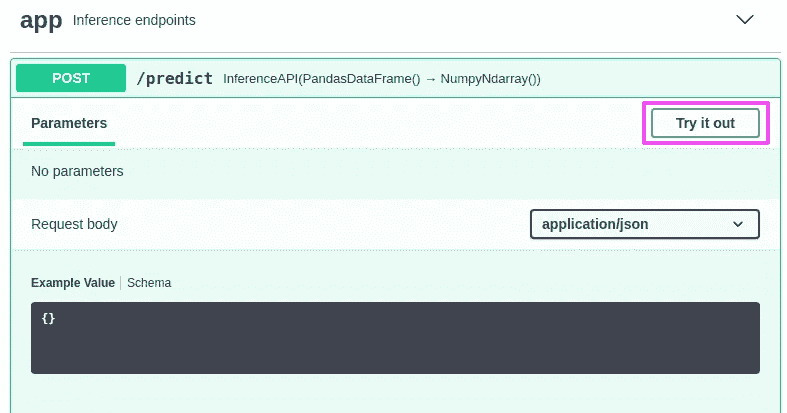 app Inference endpoints
POST /predict InferenceAPI(PandasDataFrame() → NumpyNdarray())
Parameters Try it out
No parameters
Request body application/json
Example Value Schema
{}